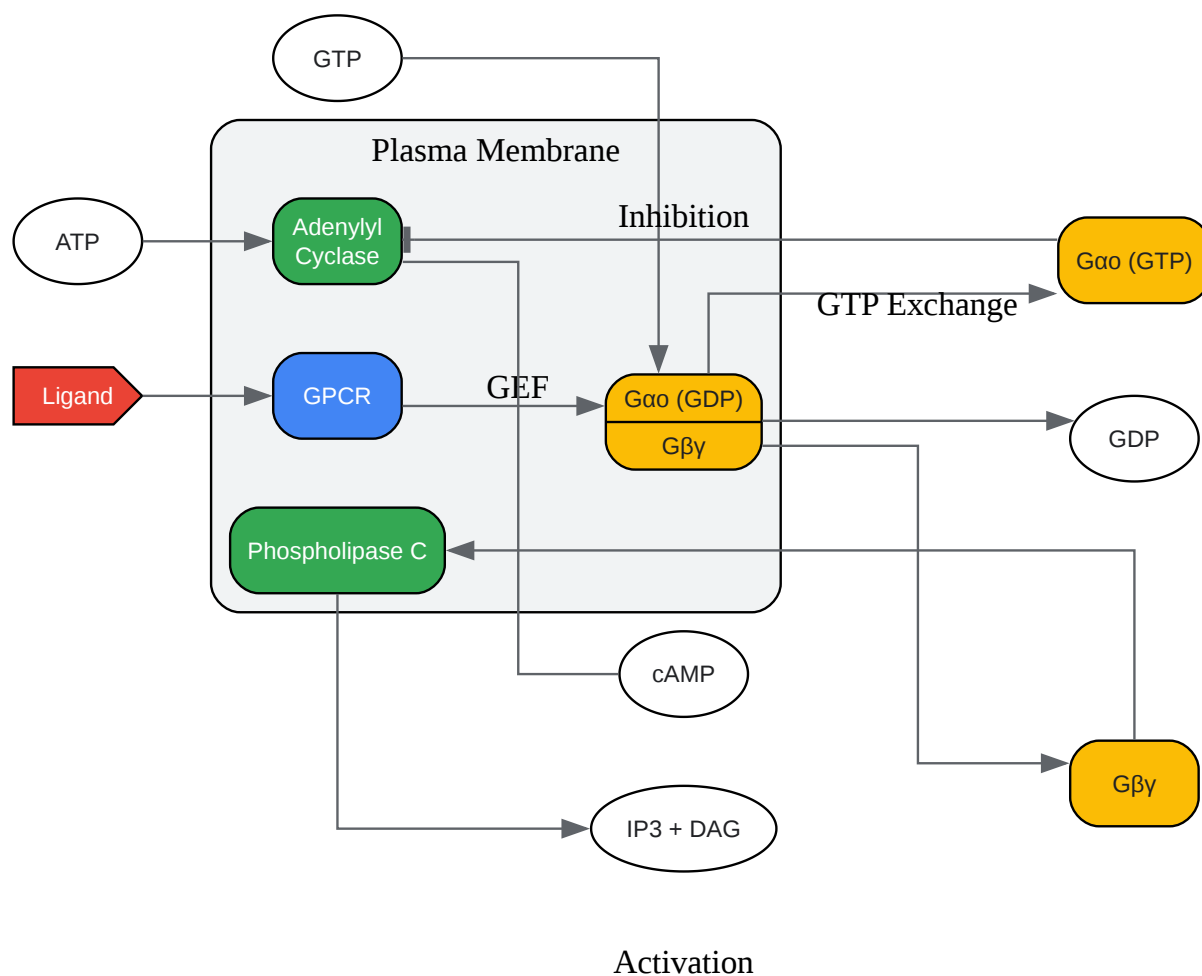 GTP
Plasma Membrane
Adenylyl
Cyclase
Inhibition
ATP
Gαo (GTP)
GTP Exchange
Ligand
GPCR
GEF
Gαo (GDP)
Gβγ
GDP
Phospholipase C
cAMP
Gβγ
IP3 + DAG
Activation